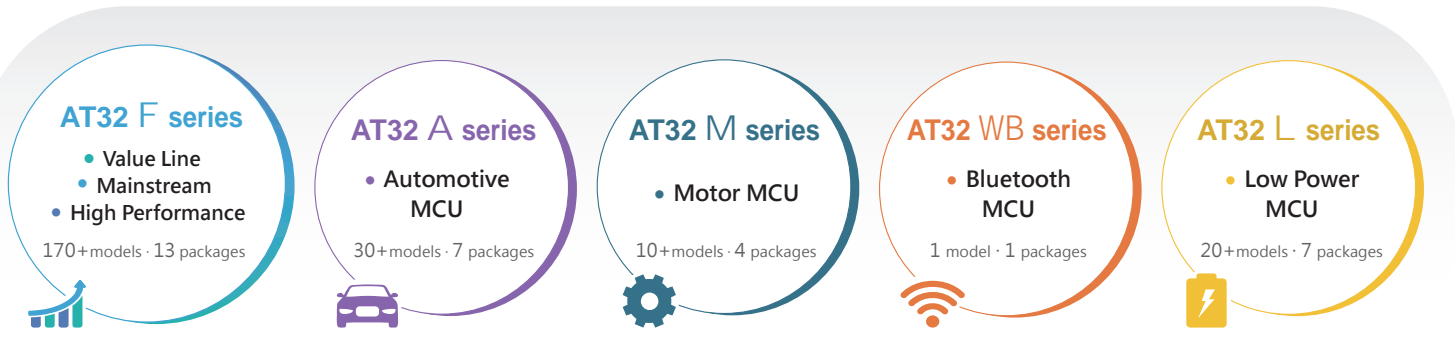 AT32 F series
• Value Line
• Mainstream
• High Performance
170+models · 13 packages
AT32 A series
• Automotive
MCU
30+models · 7 packages
AT32 M series
• Motor MCU
10+models · 4 packages
AT32 WB series
• Bluetooth
MCU
1 model · 1 packages
AT32 L series
• Low Power
MCU
20+models · 7 packages